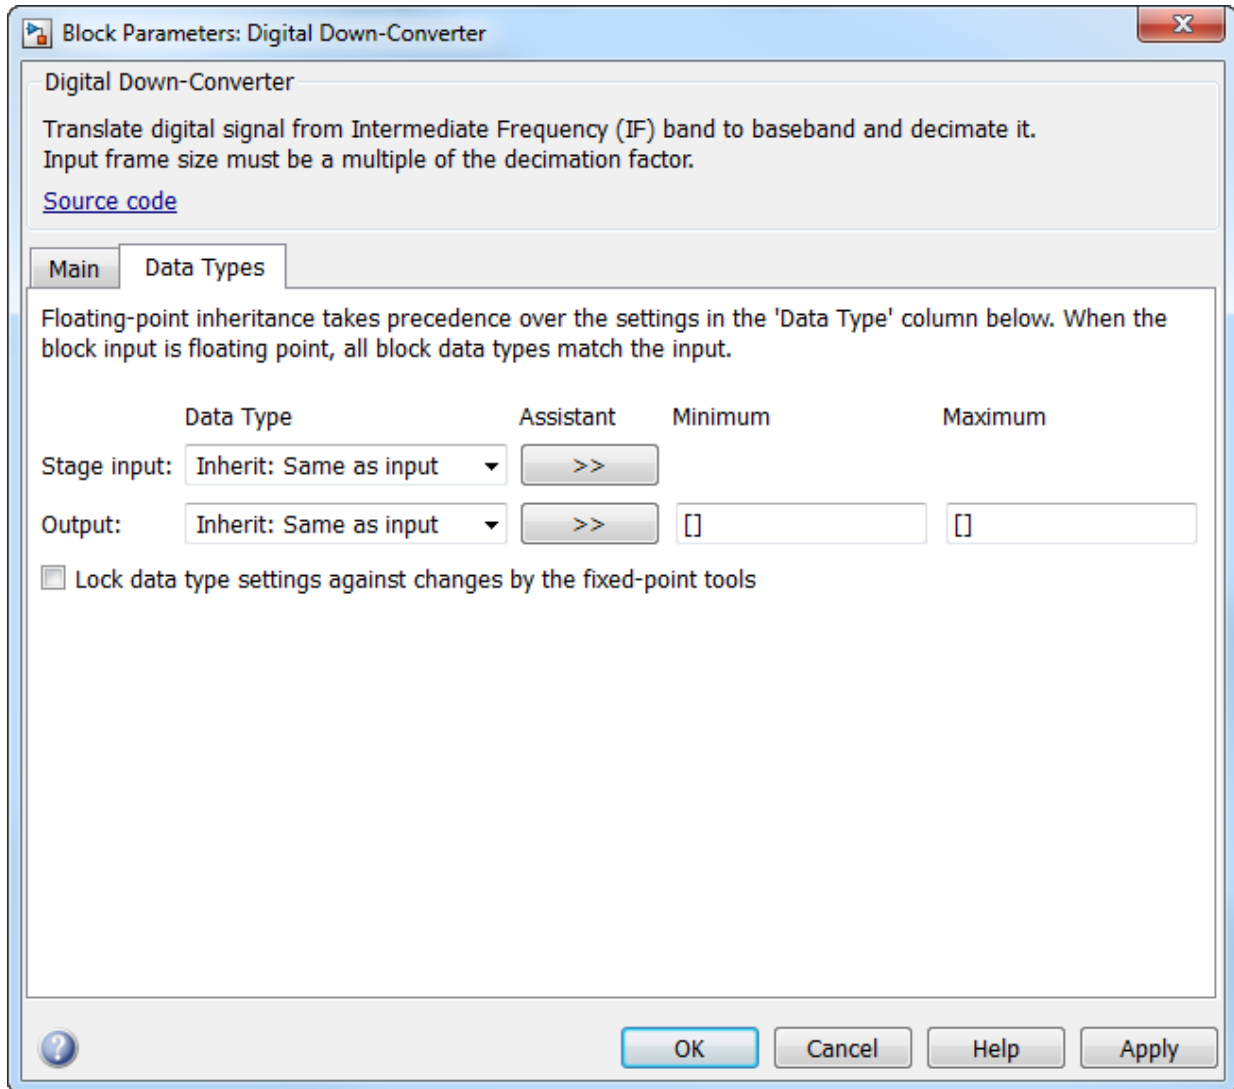 Block Parameters: Digital Down-Converter
X
Digital Down-Converter
Translate digital signal from Intermediate Frequency (IF) band to baseband and decimate it.
Input frame size must be a multiple of the decimation factor.
Source code
Main Data Types
Floating-point inheritance takes precedence over the settings in the 'Data Type' column below. When the
block input is floating point, all block data types match the input.
Data Type Assistant Minimum Maximum
Stage input: Inherit: Same as input >>
Output: Inherit: Same as input >> [] []
Lock data type settings against changes by the fixed-point tools
? OK Cancel Help Apply